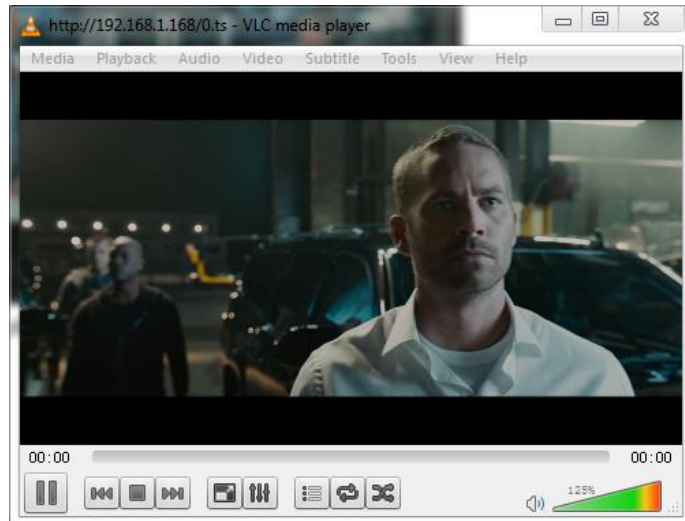 http://192.168.1.168/0.ts - VLC media player
Media Playback Audio Video Subtitle Tools View Help
00:00 00:00
125%